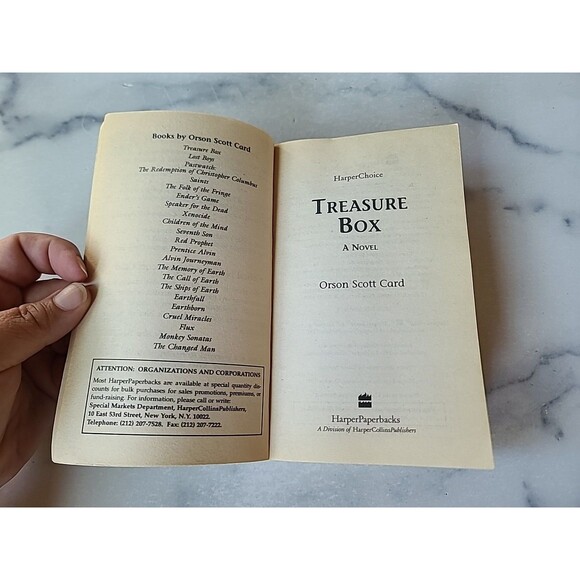 Books by Orson Scott Card
Treasure Box
Lost Boys
Pastwatch:
The Redemption of Christopher Columbus
Saints
The Folk of the Fringe
Ender's Game
Speaker for the Dead
Xenocide
Children of the Mind
Seventh Son
Red Prophet
Prentice Alvin
Alvin Journeyman
The Memory of Earth
The Call of Earth
The Ships of Earth
Earthfall
Earthborn
Cruel Miracles
Flux
Monkey Sonatas
The Changed Man
ATTENTION: ORGANIZATIONS AND CORPORATIONS
Most HarperPaperbacks are available at special quantity dis-
counts for bulk purchases for sales promotions, premiums, or
fund-raising. For information, please call or write:
Special Markets Department, HarperCollinsPublishers,
10 East 53rd Street, New York, N.Y. 10022.
Telephone: (212) 207-7528. Fax: (212) 207-7222.
HarperChoice
TREASURE
BOX
A NOVEL
Orson Scott Card
HarperPaperbacks
A Division of HarperCollinsPublishers